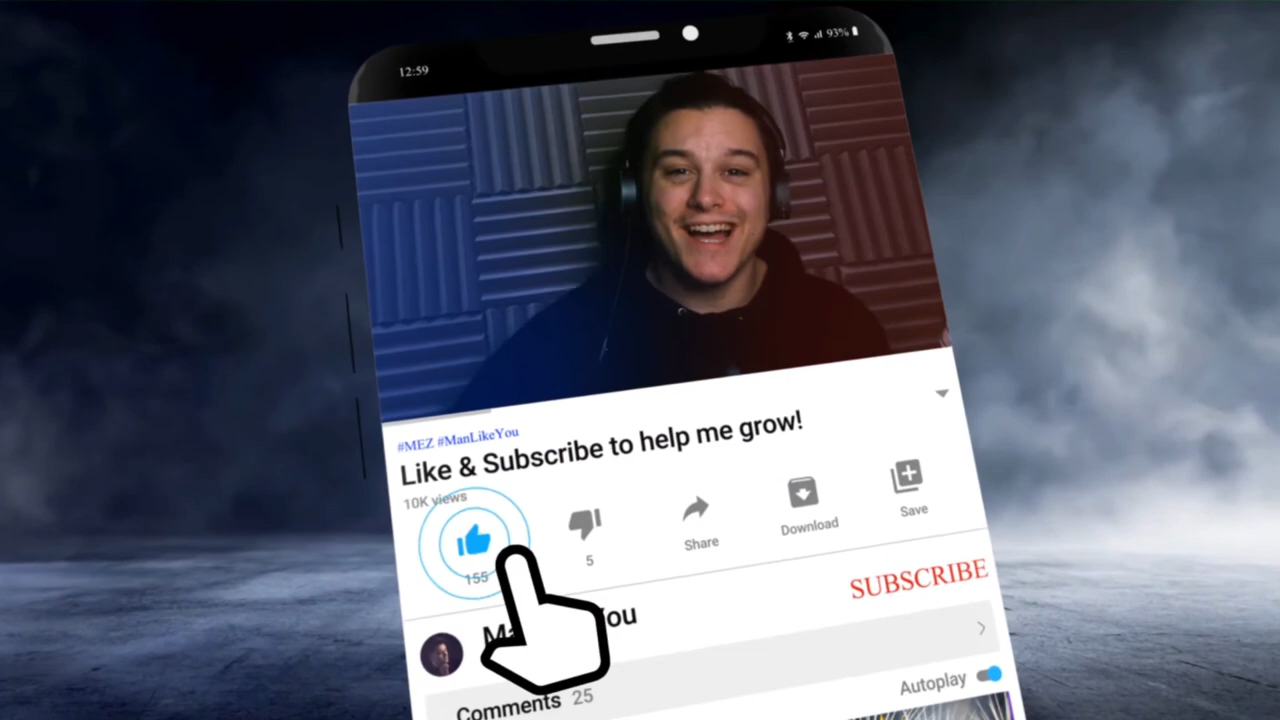 12:59
93%
#MEZ #ManLikeYou
Like & Subscribe to help me grow!
10K views
155
5
Share
Download
Save
SUBSCRIBE
Comments 25
Autoplay